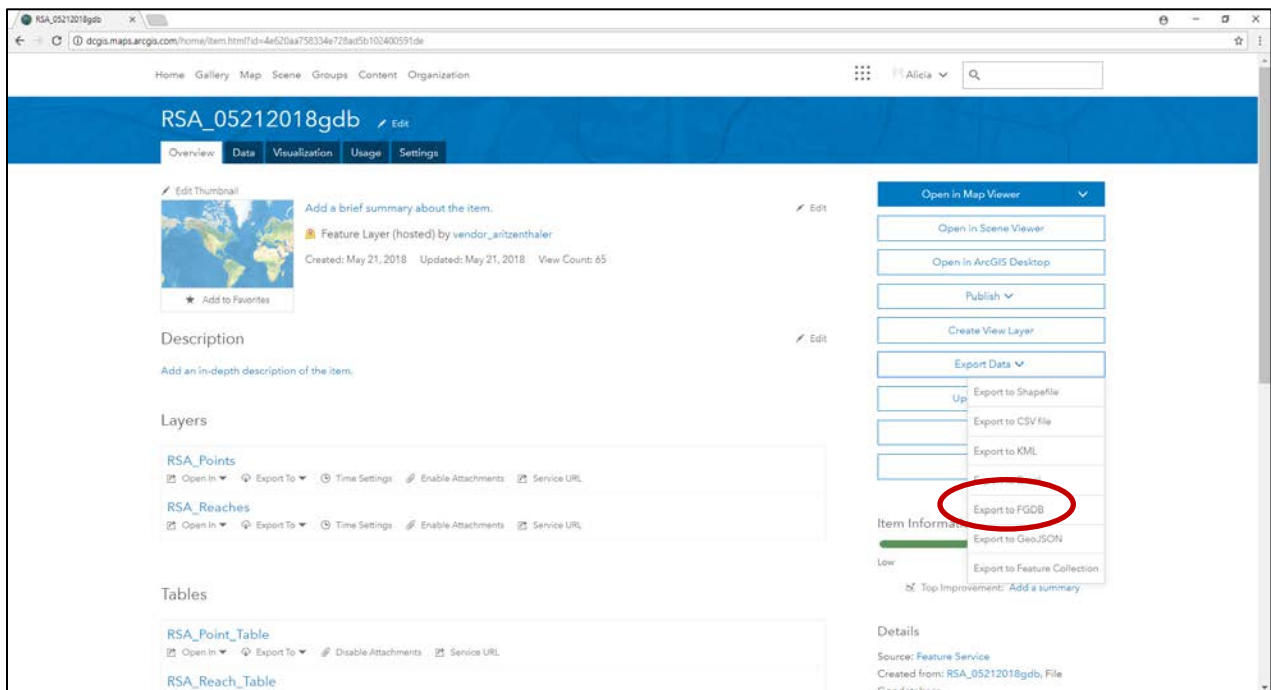 RSA_05212018gdb
dcgis.maps.arcgis.com/home/item.html?id=4e620aa758334e728ad5b102400591de
Home Gallery Map Scene Groups Content Organization Alicia
RSA_05212018gdb Edit
Overview Data Visualization Usage Settings
Edit Thumbnail
Add a brief summary about the item. Edit
Feature Layer (hosted) by vendor_aritzenthaler
Created: May 21, 2018 Updated: May 21, 2018 View Count: 65
Add to Favorites
Open in Map Viewer
Open in Scene Viewer
Open in ArcGIS Desktop
Publish
Create View Layer
Export Data
Up
Export to Shapefile
Export to CSV file
Export to KML
Export to FGDB
Export to GeoJSON
Export to Feature Collection
Description Edit
Add an in-depth description of the item.
Layers
RSA_Points
Open In Export To Time Settings Enable Attachments Service URL
RSA_Reaches
Open In Export To Time Settings Enable Attachments Service URL
Tables
RSA_Point_Table
Open In Export To Disable Attachments Service URL
RSA_Reach_Table
Item Informat
Low
Top Improvement: Add a summary
Details
Source: Feature Service
Created from: RSA_05212018gdb, File